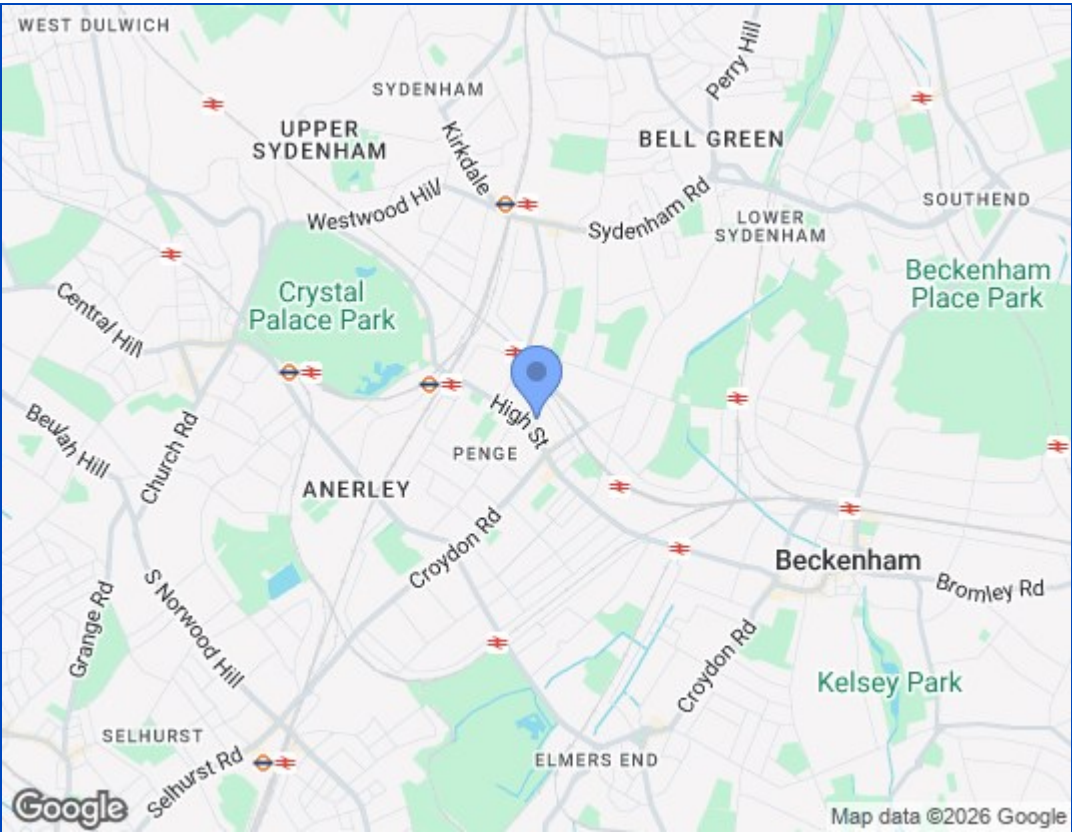 WEST DULWICH
SYDENHAM
Perry Hill
UPPER
SYDENHAM
Kirkdale
BELL GREEN
Westwood Hill
Sydenham Rd
SOUTHEND
LOWER
SYDENHAM
Crystal
Palace Park
Beckenham
Place Park
Central Hill
High St
Beulah Hill
Church Rd
PENGE
ANERLEY
Croydon Rd
Beckenham
Bromley Rd
S Norwood Hill
Grange Rd
Croydon Rd
Kelsey Park
SELHURST
Selhurst Rd
ELMERS END
Google
Map data ©2026 Google